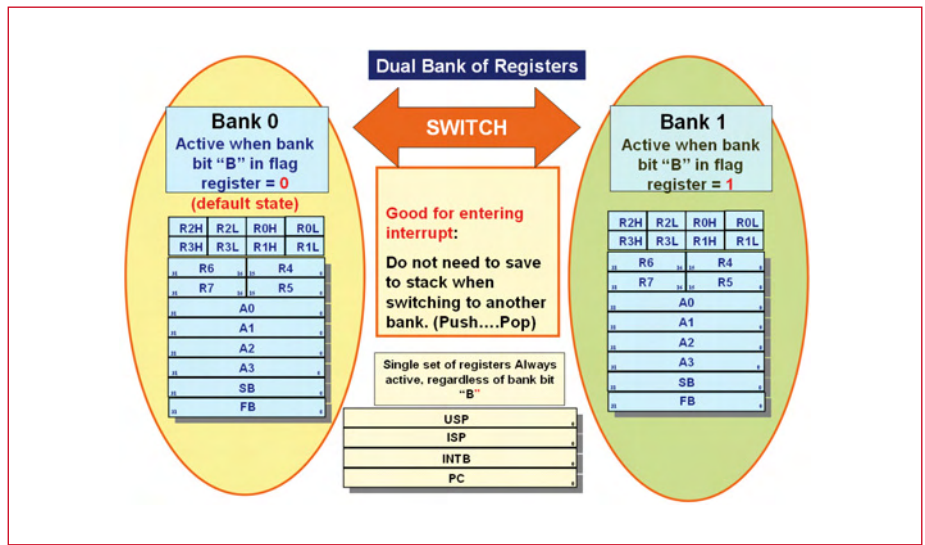 Dual Bank of Registers
Bank 0
Active when bank
bit “B” in flag
register = 0
(default state)
R2H R2L R0H R0L
R3H R3L R1H R1L
R6 R4
R7 R5
A0
A1
A2
A3
SB
FB
SWITCH
Good for entering
interrupt:
Do not need to save
to stack when
switching to another
bank. (Push....Pop)
Single set of registers Always
active, regardless of bank bit
“B”
USP
ISP
INTB
PC
Bank 1
Active when bank
bit “B” in flag
register = 1
R2H R2L R0H R0L
R3H R3L R1H R1L
R6 R4
R7 R5
A0
A1
A2
A3
SB
FB